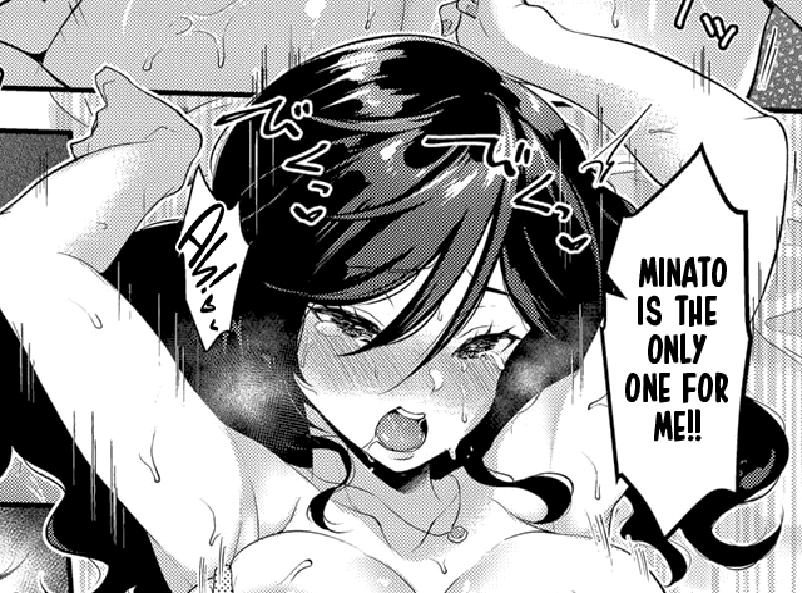 MINATO
IS THE
ONLY
ONE FOR
ME!!
Ah!♥
びくっ♥
びくっ♥